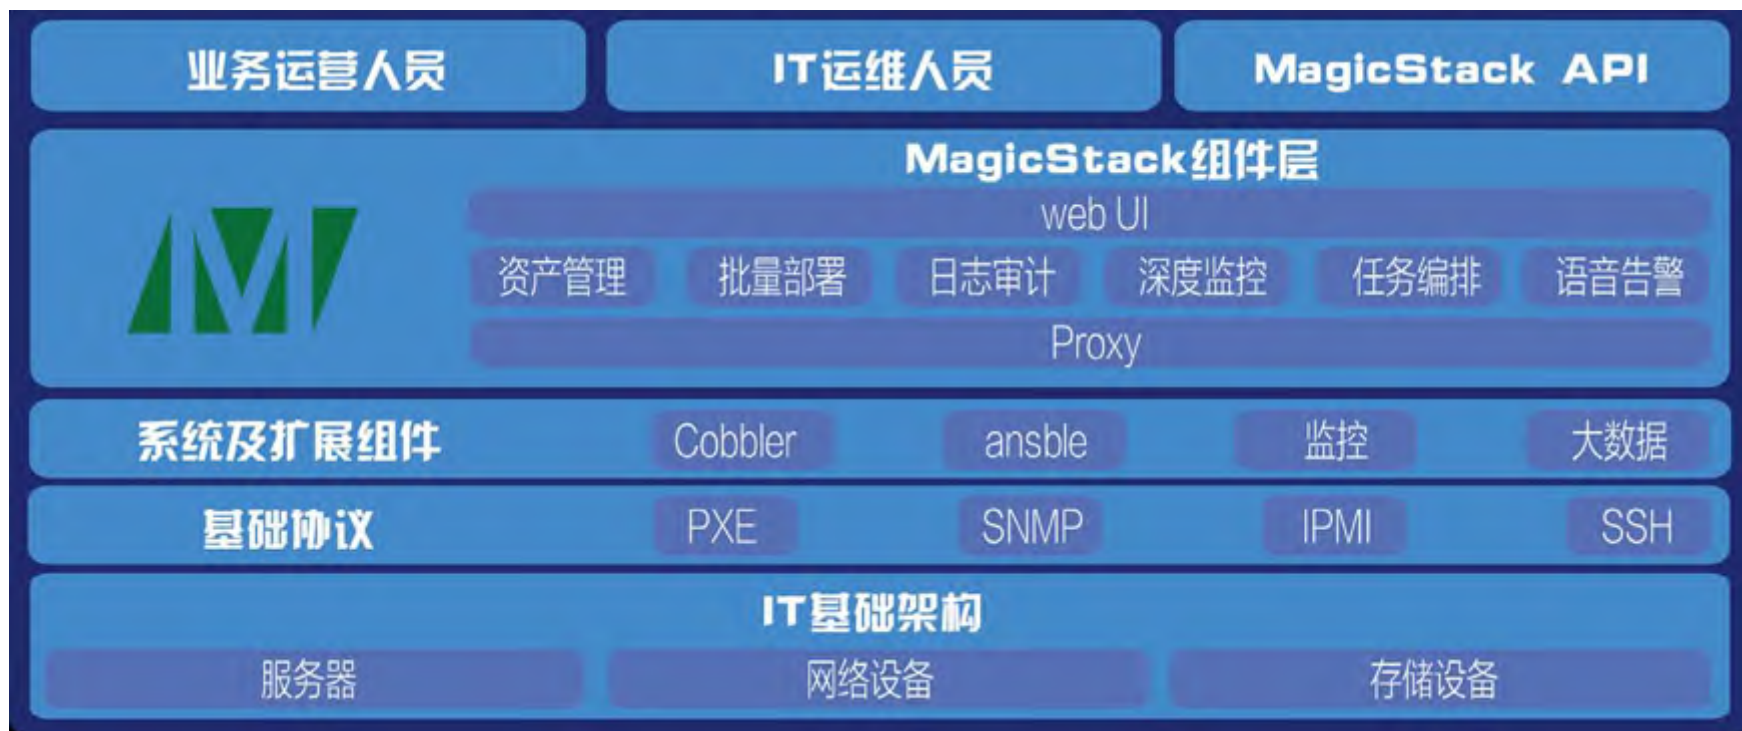 业务运营人员 IT运维人员 MagicStack API
MagicStack组件层
web UI
资产管理 批量部署 日志审计 深度监控 任务编排 语音告警
Proxy
系统及扩展组件 Cobbler ansble 监控 大数据
基础协议 PXE SNMP IPMI SSH
IT基础架构
服务器 网络设备 存储设备